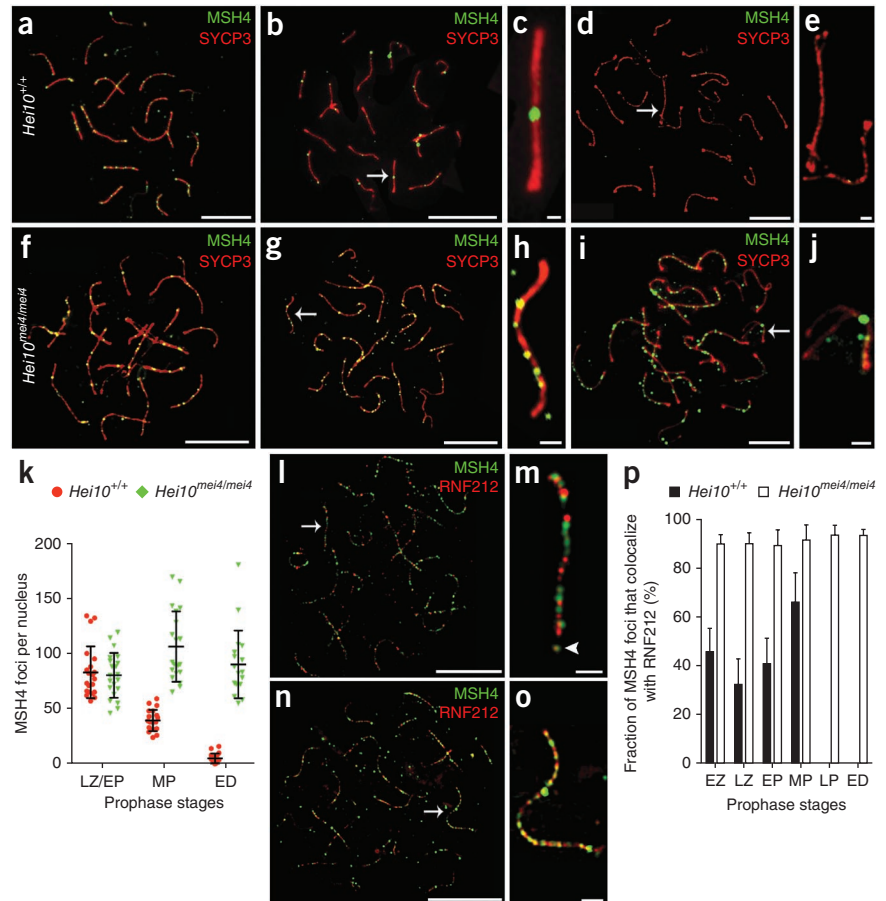 a
MSH4
SYCP3
b
MSH4
SYCP3
c
d
MSH4
SYCP3
e
Hei10+/+
f
MSH4
SYCP3
g
MSH4
SYCP3
h
i
MSH4
SYCP3
j
Hei10mei4/mei4
k
Hei10+/+ Hei10mei4/mei4
MSH4 foci per nucleus
200
150
100
50
0
LZ/EP MP ED
Prophase stages
l
MSH4
RNF212
m
n
MSH4
RNF212
o
p
Hei10+/+ Hei10mei4/mei4
Fraction of MSH4 foci that colocalize
with RNF212 (%)
100
80
60
40
20
0
EZ LZ EP MP LP ED
Prophase stages